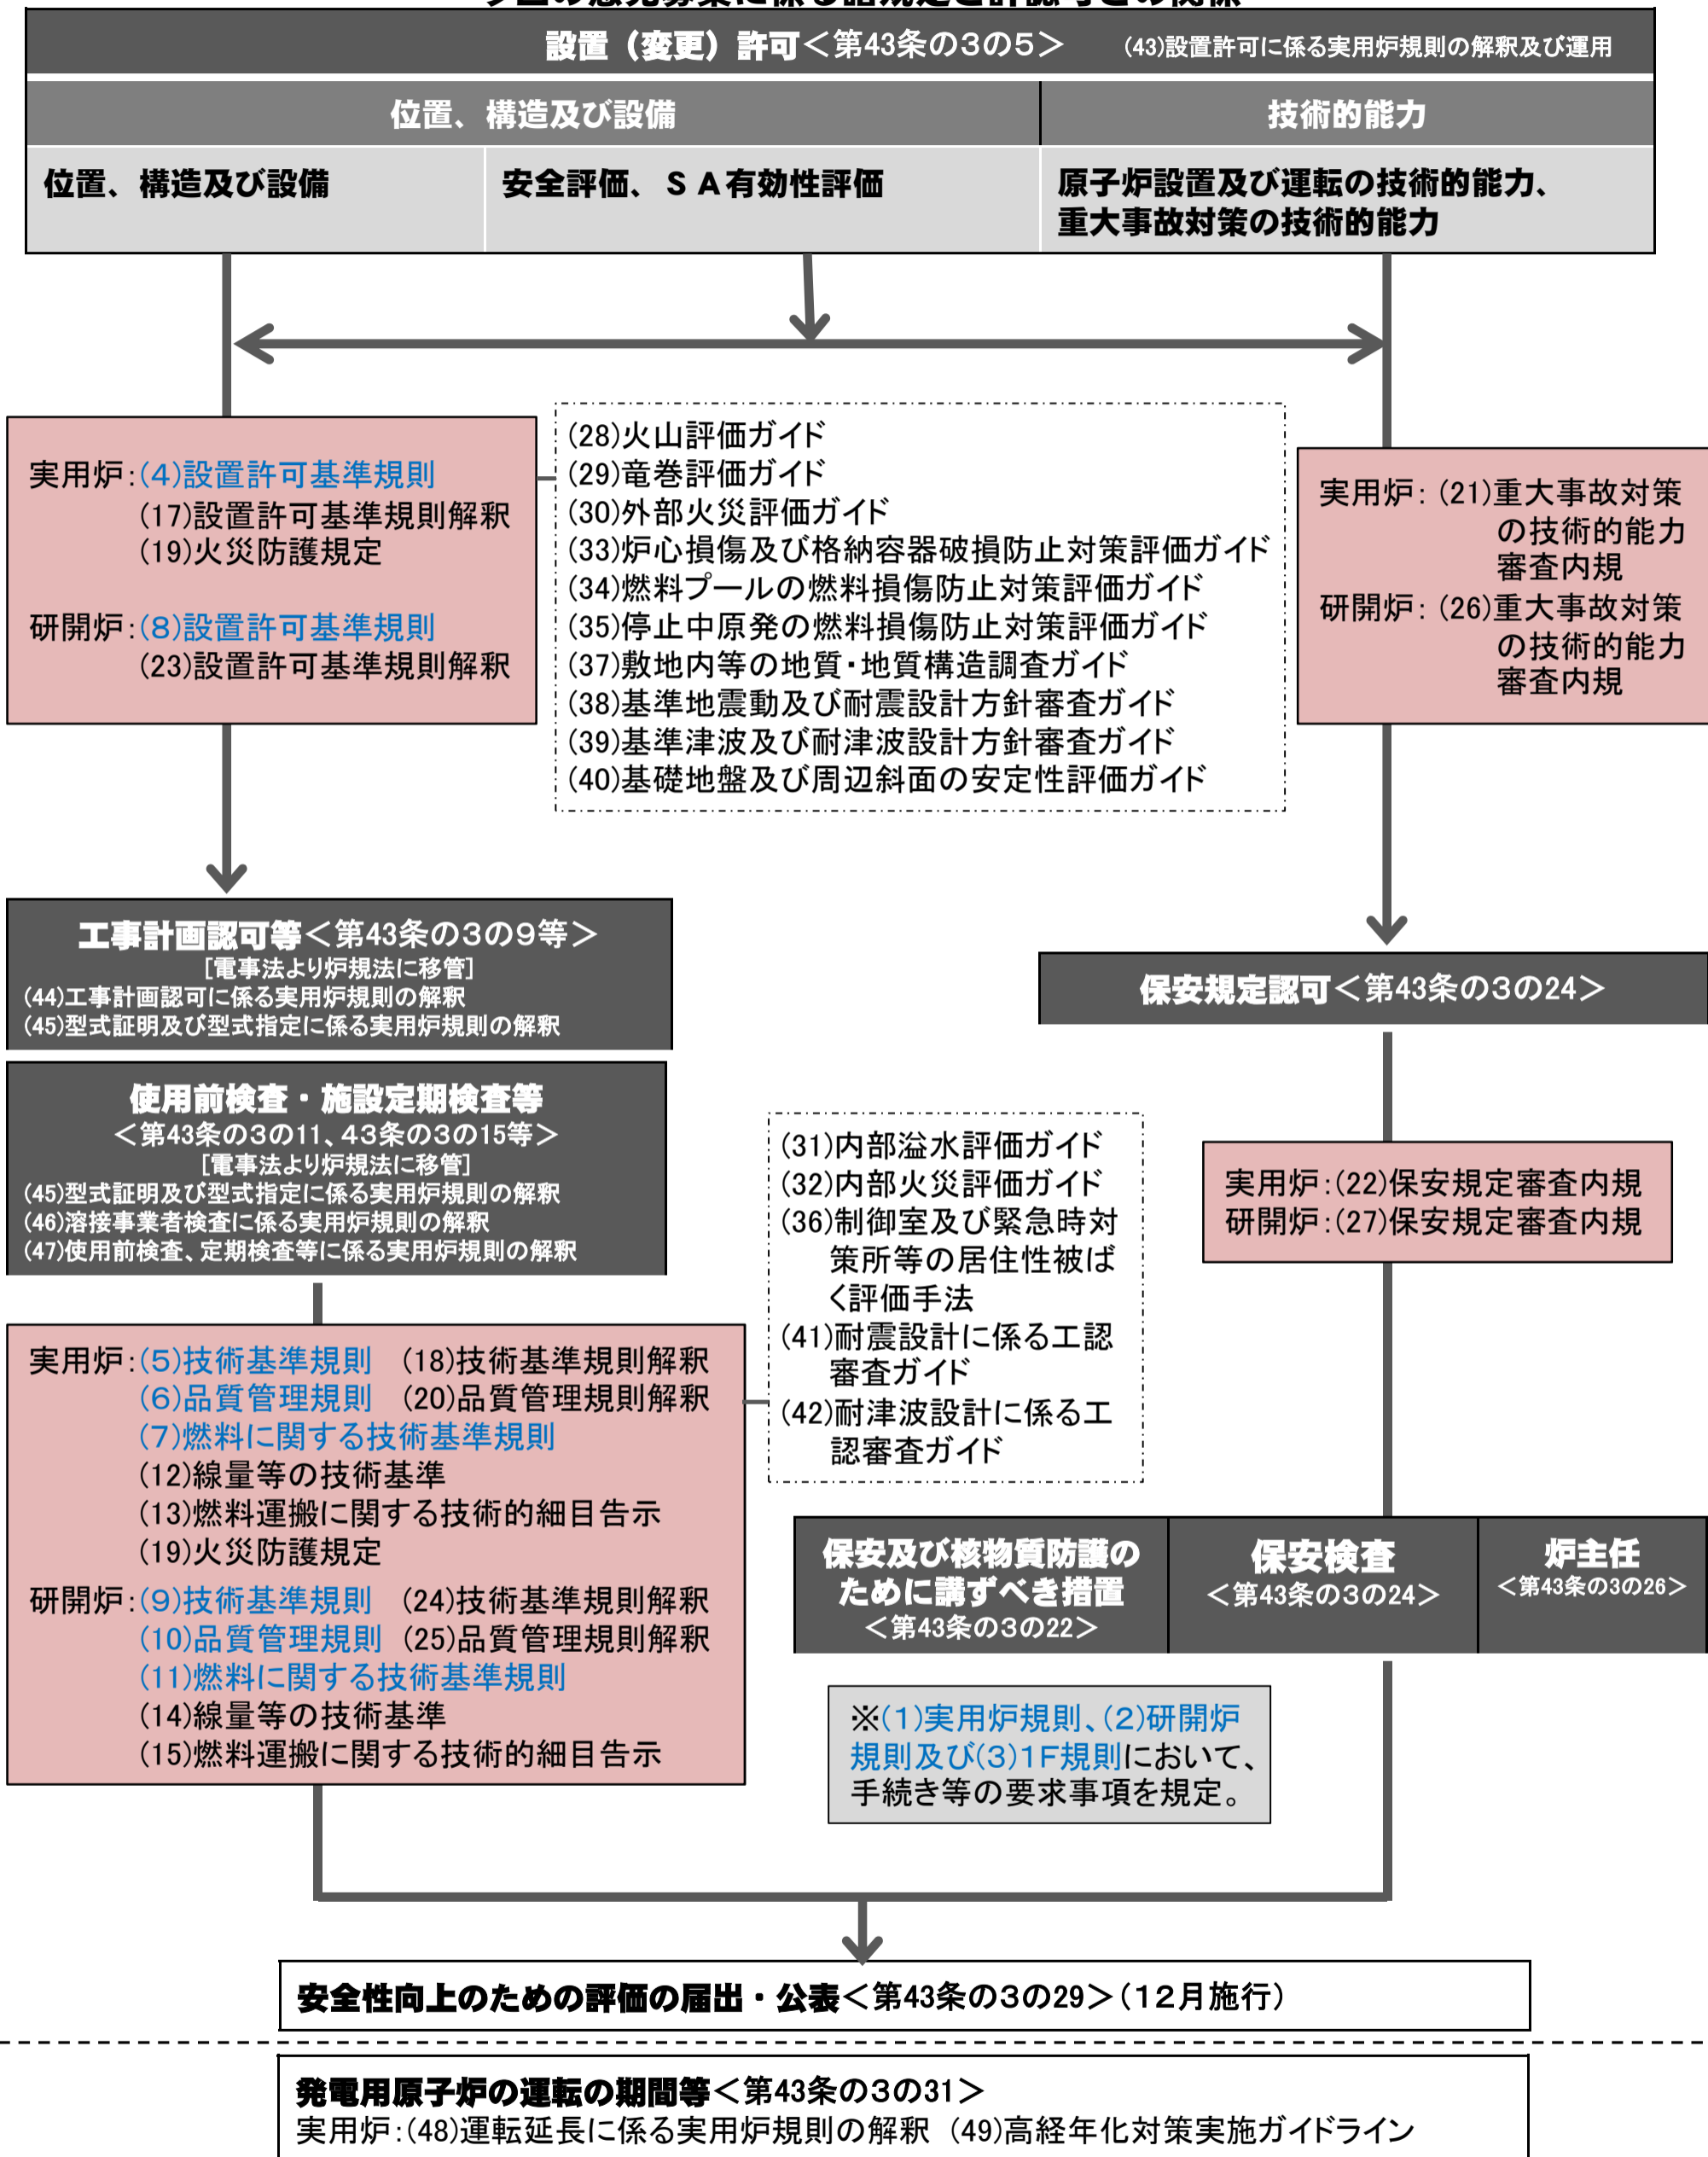 設置（変更）許可＜第43条の3の5＞ (43)設置許可に係る実用炉規則の解釈及び運用
位置、構造及び設備
技術的能力
位置、構造及び設備
安全評価、ＳＡ有効性評価
原子炉設置及び運転の技術的能力、
重大事故対策の技術的能力
実用炉：(4)設置許可基準規則
(17)設置許可基準規則解釈
(19)火災防護規定
研開炉：(8)設置許可基準規則
(23)設置許可基準規則解釈
(28)火山評価ガイド
(29)竜巻評価ガイド
(30)外部火災評価ガイド
(33)炉心損傷及び格納容器破損防止対策評価ガイド
(34)燃料プールの燃料損傷防止対策評価ガイド
(35)停止中原発の燃料損傷防止対策評価ガイド
(37)敷地内等の地質・地質構造調査ガイド
(38)基準地震動及び耐震設計方針審査ガイド
(39)基準津波及び耐津波設計方針審査ガイド
(40)基礎地盤及び周辺斜面の安定性評価ガイド
実用炉：(21)重大事故対策
の技術的能力
審査内規
研開炉：(26)重大事故対策
の技術的能力
審査内規
工事計画認可等＜第43条の3の9等＞
[電事法より炉規法に移管]
(44)工事計画認可に係る実用炉規則の解釈
(45)型式証明及び型式指定に係る実用炉規則の解釈
保安規定認可＜第43条の3の24＞
使用前検査・施設定期検査等
＜第43条の3の11、43条の3の15等＞
[電事法より炉規法に移管]
(45)型式証明及び型式指定に係る実用炉規則の解釈
(46)溶接事業者検査に係る実用炉規則の解釈
(47)使用前検査、定期検査等に係る実用炉規則の解釈
(31)内部溢水評価ガイド
(32)内部火災評価ガイド
(36)制御室及び緊急時対
策所等の居住性被ば
く評価手法
(41)耐震設計に係る工認
審査ガイド
(42)耐津波設計に係る工
認審査ガイド
実用炉：(22)保安規定審査内規
研開炉：(27)保安規定審査内規
実用炉：(5)技術基準規則 (18)技術基準規則解釈
(6)品質管理規則 (20)品質管理規則解釈
(7)燃料に関する技術基準規則
(12)線量等の技術基準
(13)燃料運搬に関する技術的細目告示
(19)火災防護規定
研開炉：(9)技術基準規則 (24)技術基準規則解釈
(10)品質管理規則 (25)品質管理規則解釈
(11)燃料に関する技術基準規則
(14)線量等の技術基準
(15)燃料運搬に関する技術的細目告示
保安及び核物質防護の
ために講ずべき措置
＜第43条の3の22＞
保安検査
＜第43条の3の24＞
炉主任
＜第43条の3の26＞
※(1)実用炉規則、(2)研開炉
規則及び(3)1F規則において、
手続き等の要求事項を規定。
安全性向上のための評価の届出・公表＜第43条の3の29＞(12月施行)
発電用原子炉の運転の期間等＜第43条の3の31＞
実用炉：(48)運転延長に係る実用炉規則の解釈 (49)高経年化対策実施ガイドライン